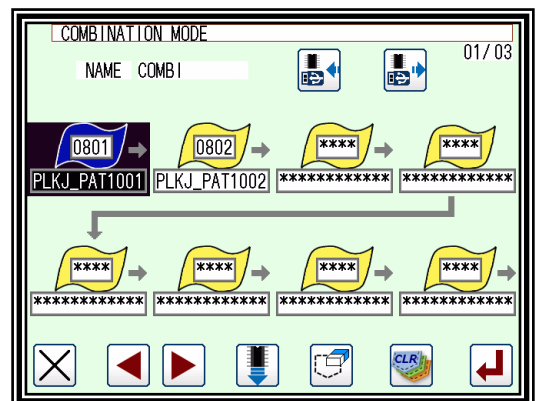 COMBINATION MODE
01/03
NAME COMBI
0801 0802 **** ****
PLKJ_PAT1001 PLKJ_PAT1002 ************ ************
**** **** **** ****
************ ************ ************ ************
CLR